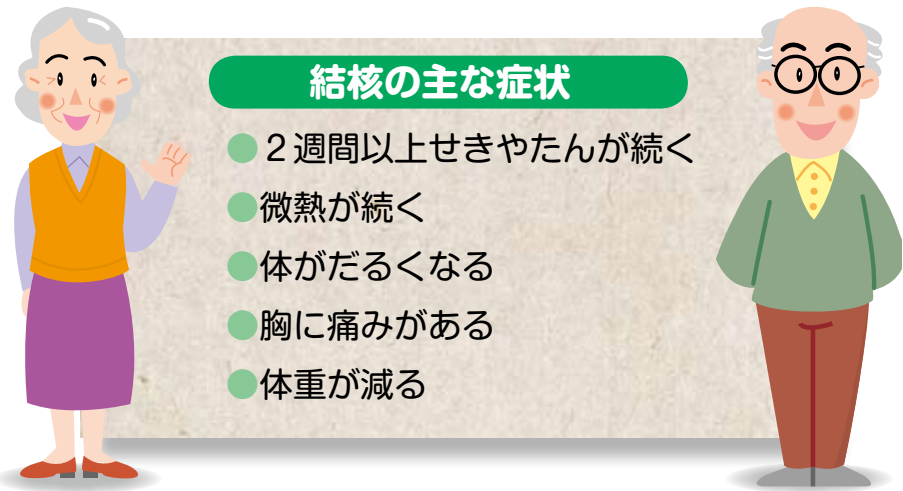 結核の主な症状
●２週間以上せきやたんが続く
●微熱が続く
●体がだるくなる
●胸に痛みがある
●体重が減る